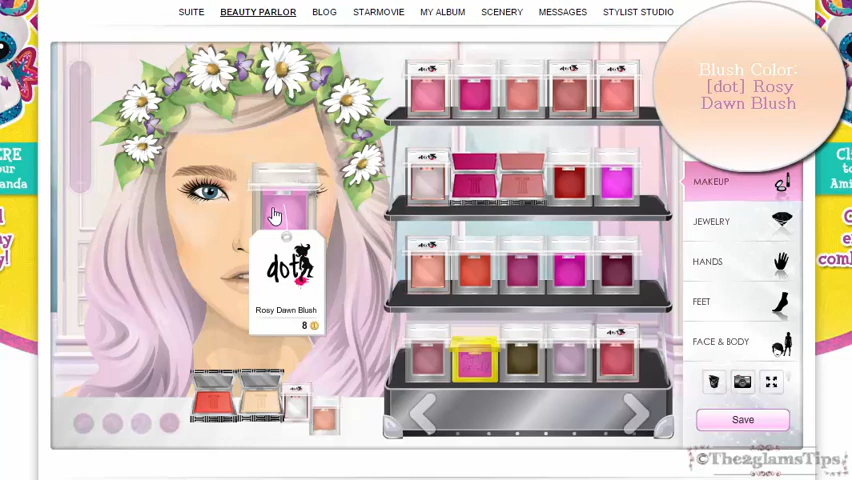 SUITE BEAUTY PARLOR BLOG STARMOVIE MY ALBUM SCENERY MESSAGES STYLIST STUDIO
Blush Color:
[dot] Rosy
Dawn Blush
MAKEUP
JEWELRY
HANDS
FEET
FACE & BODY
Save
dot
Rosy Dawn Blush
8
©The2glamsTips